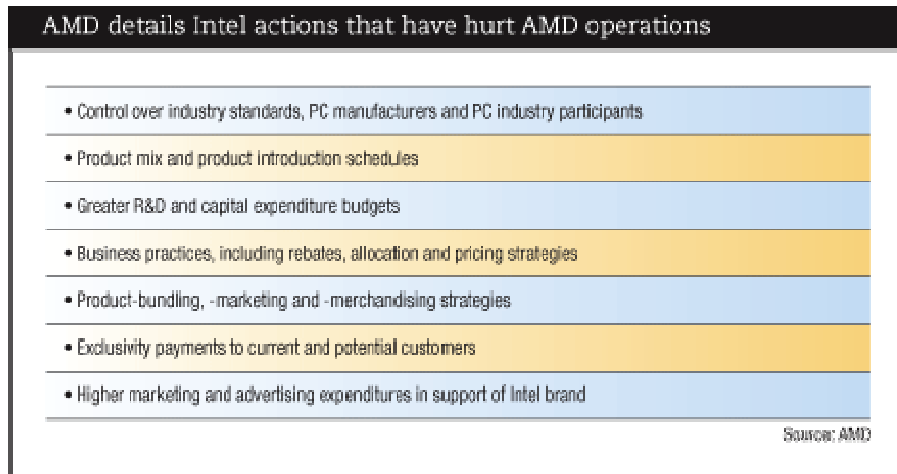 AMD details Intel actions that have hurt AMD operations
• Control over industry standards, PC manufacturers and PC industry participants
• Product mix and product introduction schedules
• Greater R&D and capital expenditure budgets
• Business practices, including rebates, allocation and pricing strategies
• Product-bundling, -marketing and -merchandising strategies
• Exclusivity payments to current and potential customers
• Higher marketing and advertising expenditures in support of Intel brand
Source: AMD